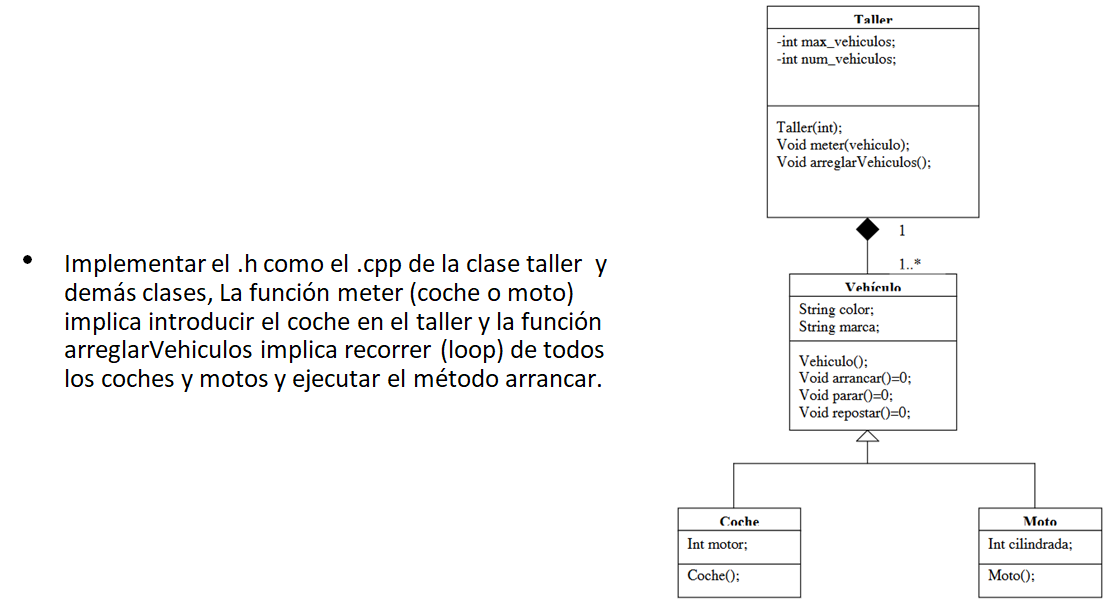 Implementar el .h como el .cpp de la clase taller y
demás clases, La función meter (coche o moto)
implica introducir el coche en el taller y la función
arreglarVehiculos implica recorrer (loop) de todos
los coches y motos y ejecutar el método arrancar.
Taller
-int max_vehiculos;
-int num_vehiculos;
Taller(int);
Void meter(vehiculo);
Void arreglarVehiculos();
1
1..*
Vehículo
String color;
String marca;
Vehiculo();
Void arrancar()=0;
Void parar()=0;
Void repostar()=0;
Coche
Int motor;
Coche();
Moto
Int cilindrada;
Moto();